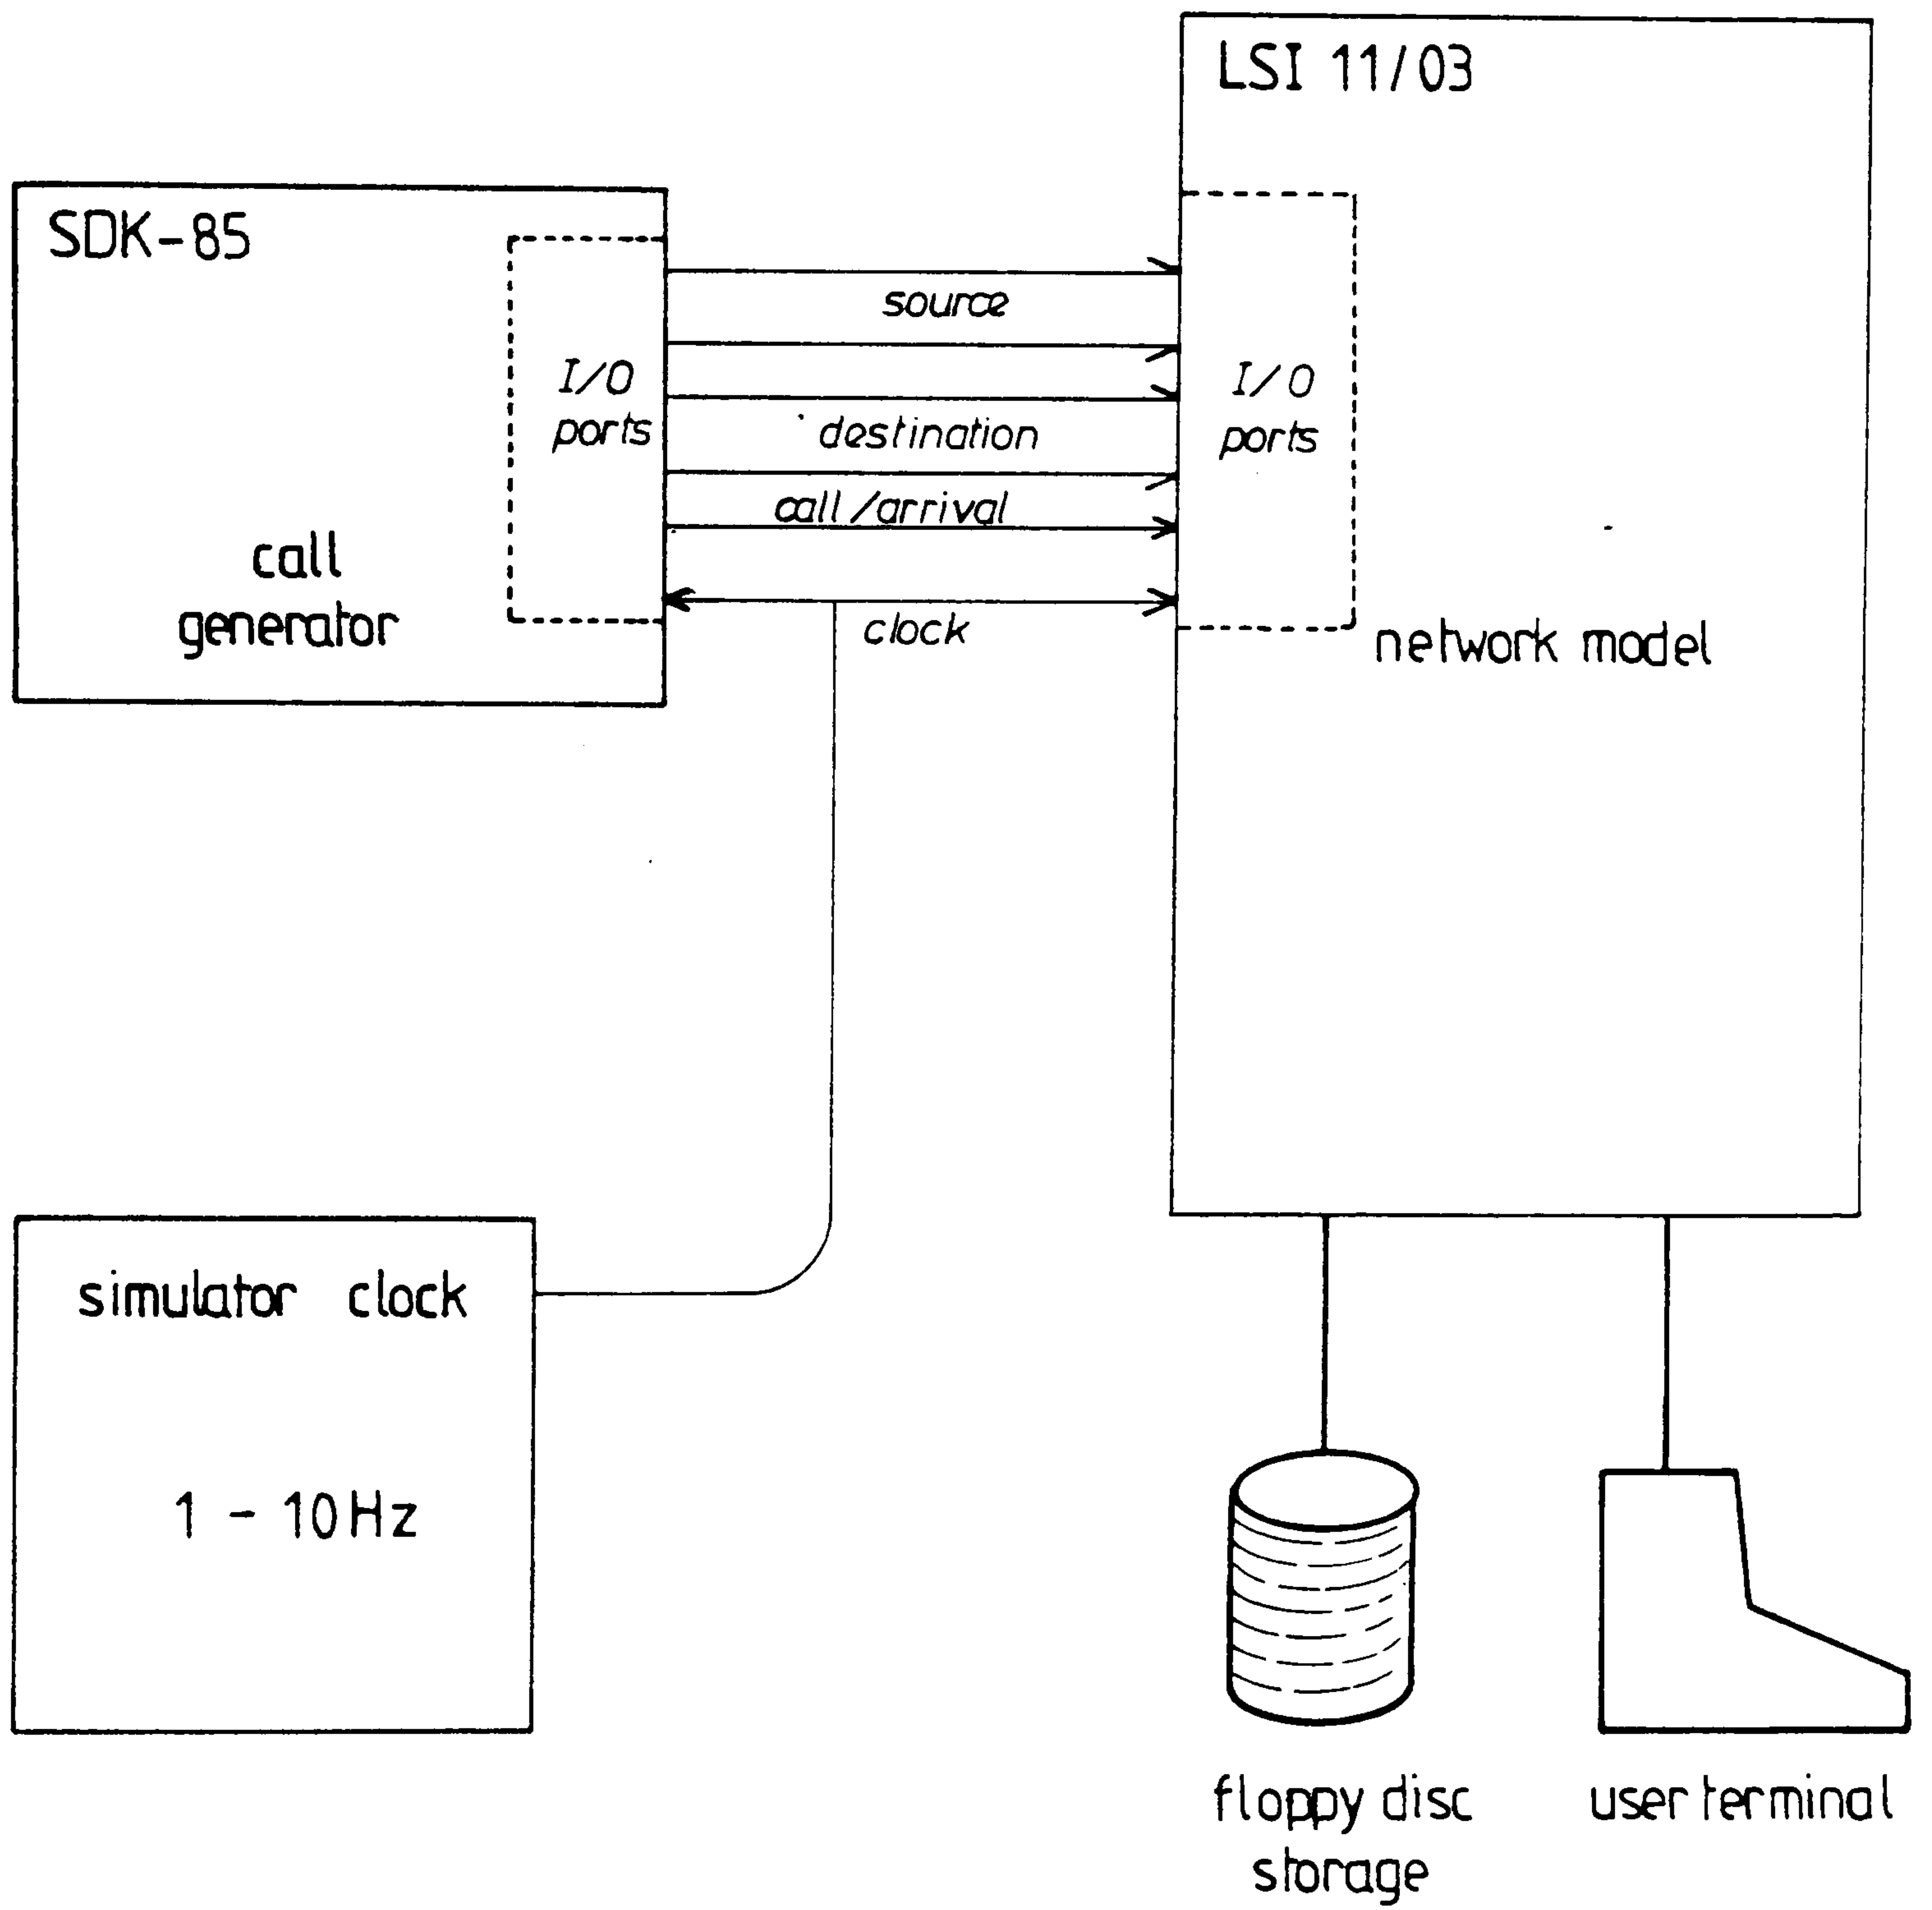 LSI 11/03
SDK-85
source
I/O
ports
I/O
ports
destination
call/arrival
call
generator
clock
network model
simulator clock
1 - 10Hz
floppy disc
storage
user terminal